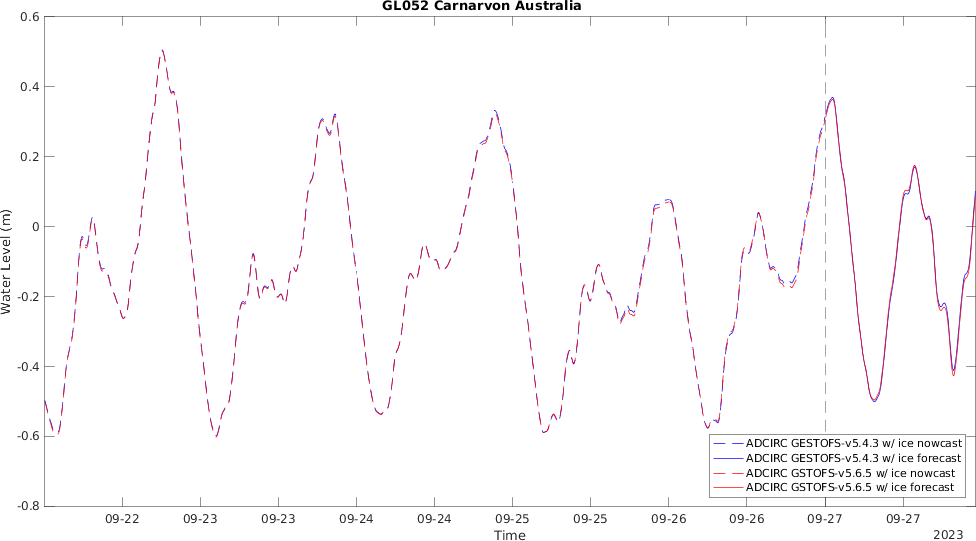 GL052 Carnarvon Australia
Water Level (m)
0.6
0.4
0.2
0
-0.2
-0.4
-0.6
-0.8
ADCIRC GESTOFS-v5.4.3 w/ ice nowcast
ADCIRC GESTOFS-v5.4.3 w/ ice forecast
ADCIRC GSTOFS-v5.6.5 w/ ice nowcast
ADCIRC GSTOFS-v5.6.5 w/ ice forecast
09-22 09-23 09-23 09-24 09-24 09-25 09-25 09-26 09-26 09-27 09-27
Time
2023